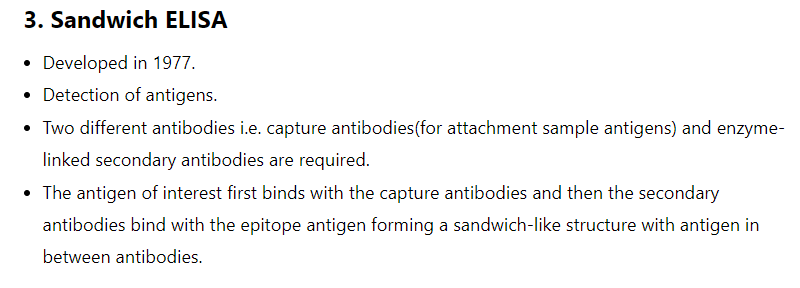 3. Sandwich ELISA
• Developed in 1977.
• Detection of antigens.
• Two different antibodies i.e. capture antibodies(for attachment sample antigens) and enzyme-
linked secondary antibodies are required.
• The antigen of interest first binds with the capture antibodies and then the secondary
antibodies bind with the epitope antigen forming a sandwich-like structure with antigen in
between antibodies.